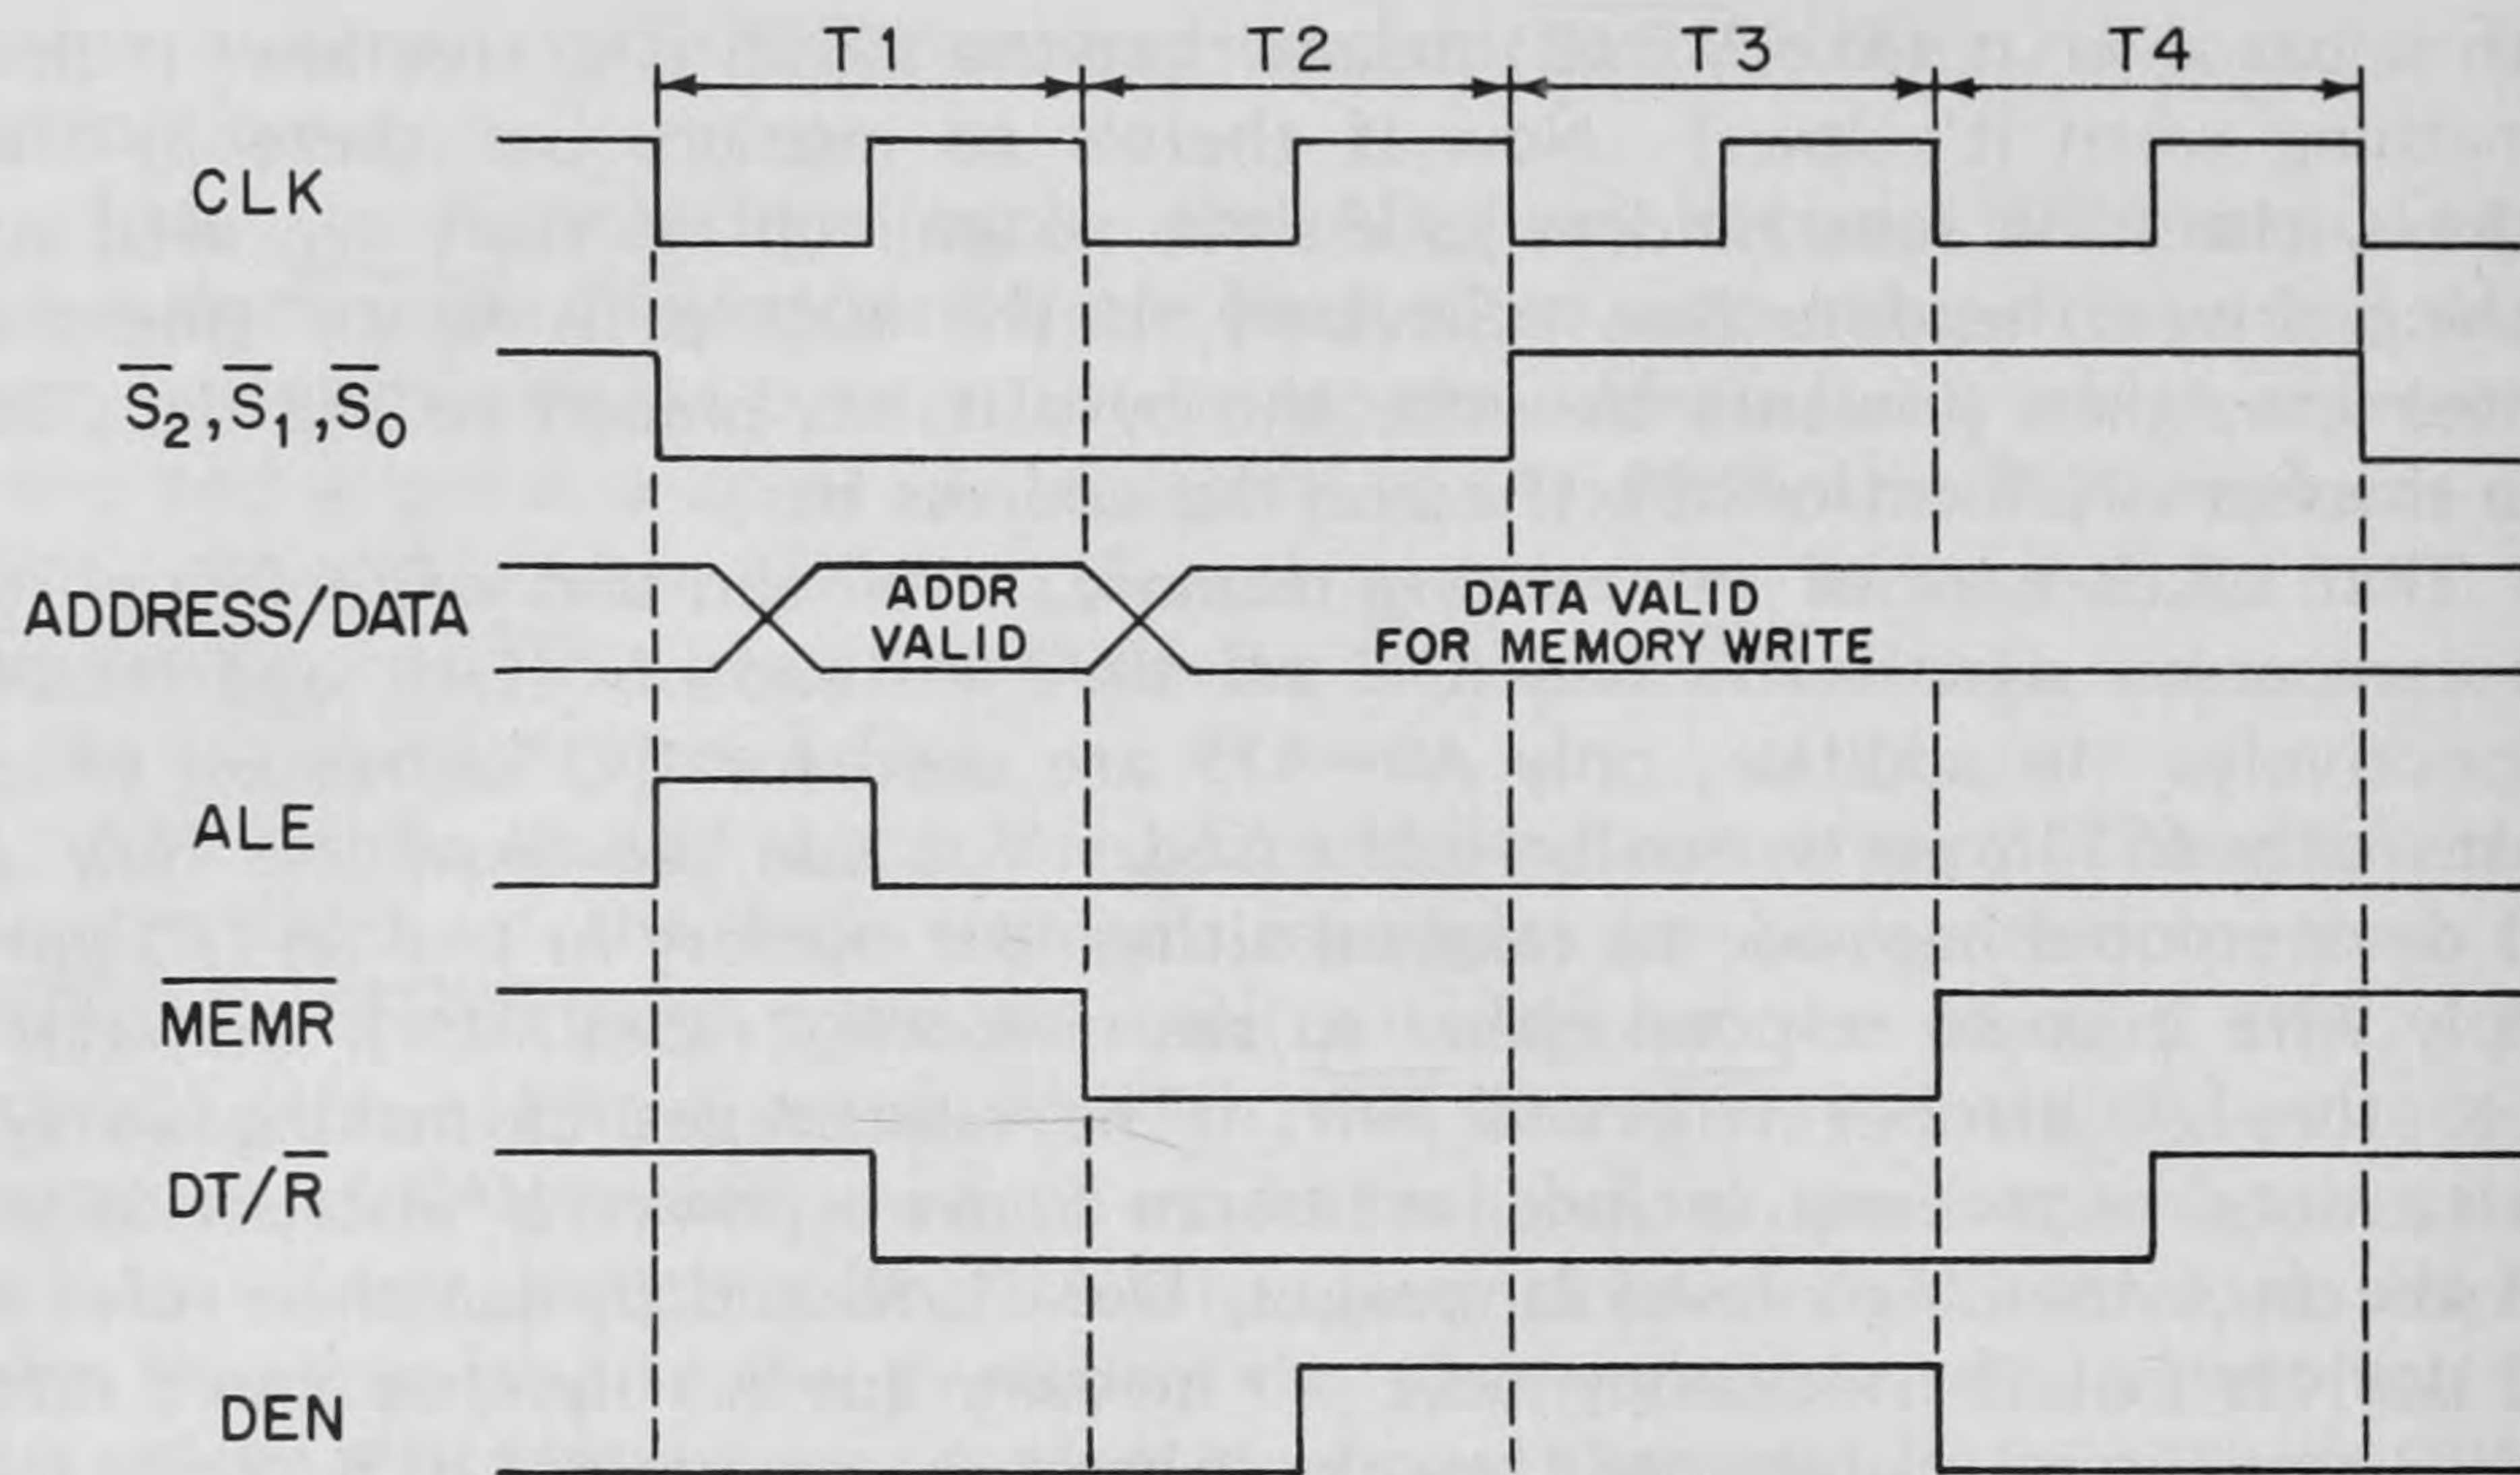 T1 T2 T3 T4
CLK
S̅₂,S̅₁,S̅₀
ADDRESS/DATA
ADDR
VALID
DATA VALID
FOR MEMORY WRITE
ALE
M̅E̅M̅R̅
DT/R̅
DEN